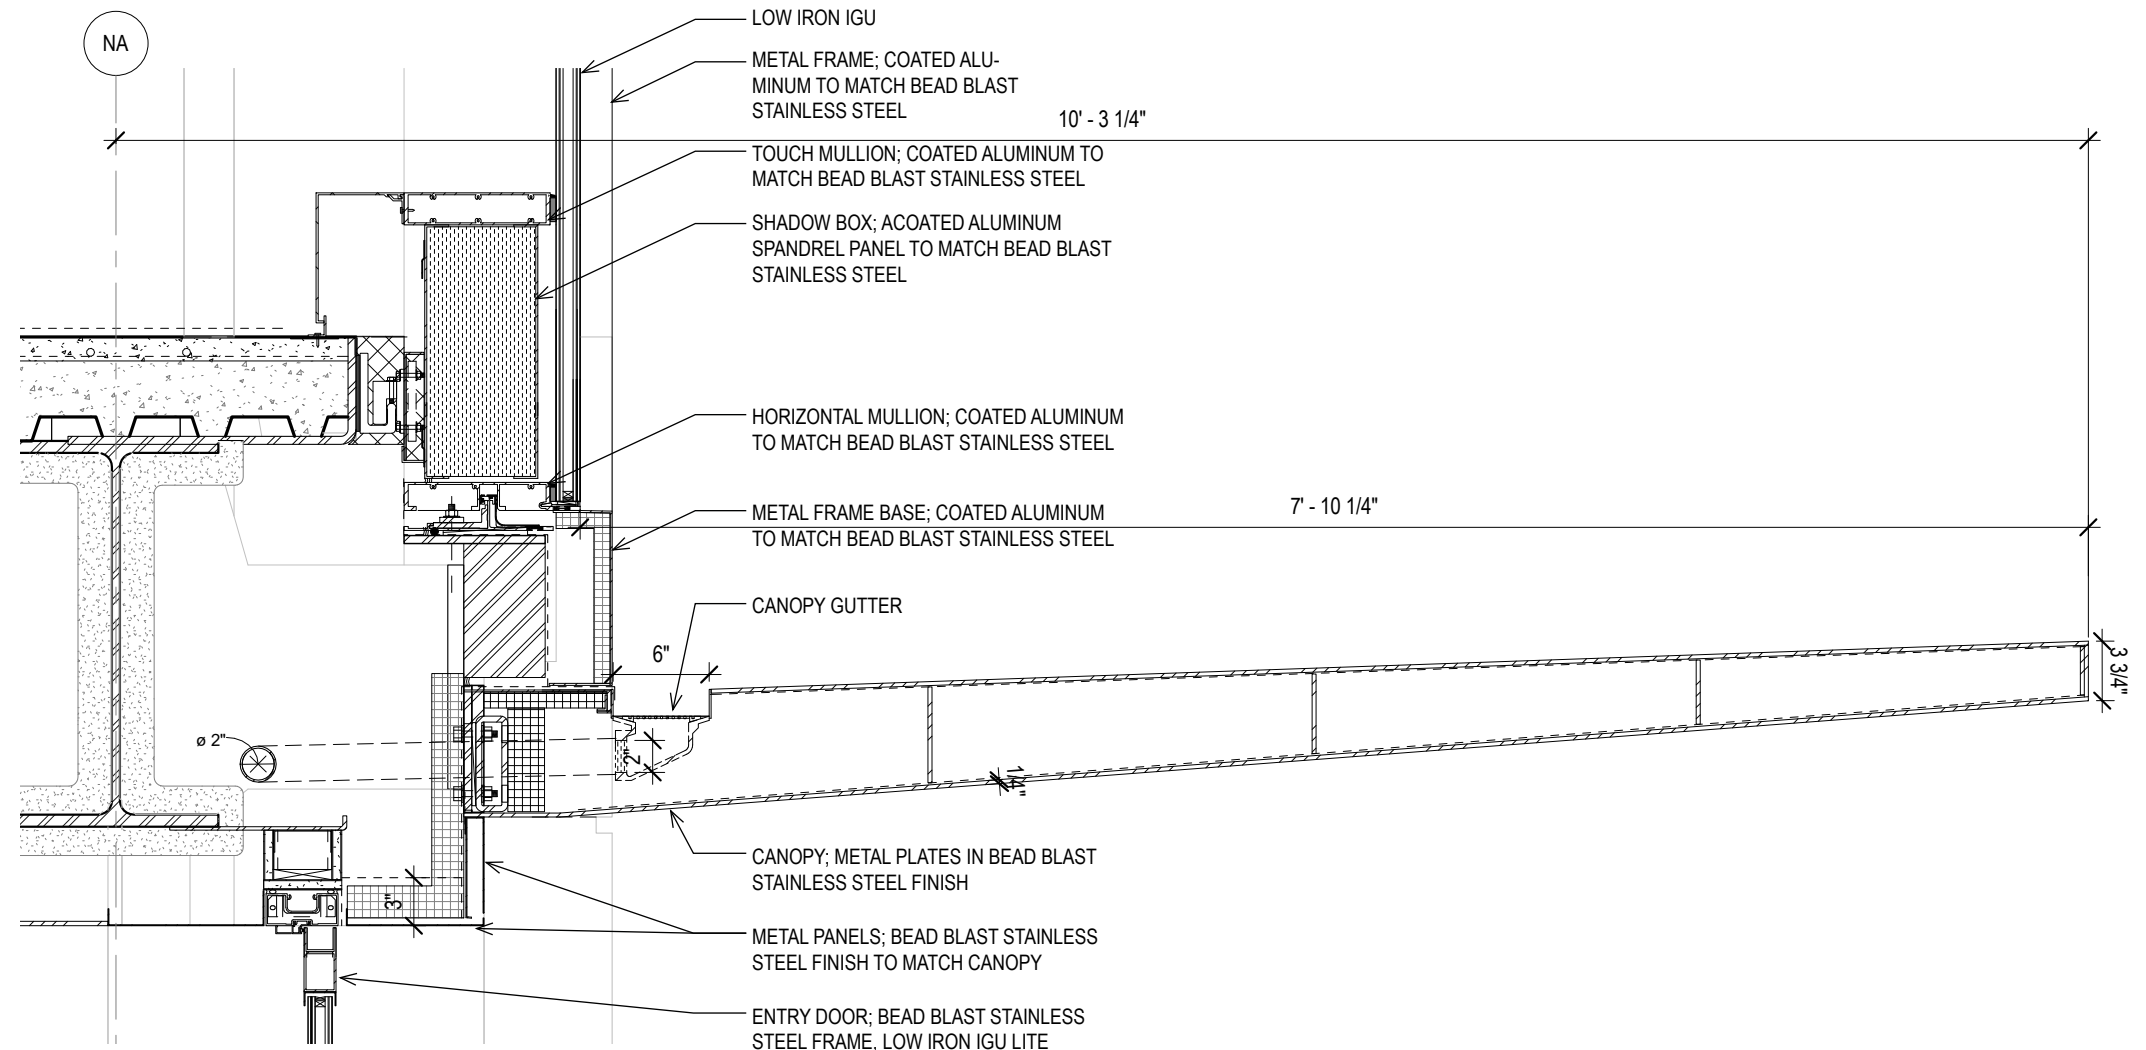 NA
LOW IRON IGU
METAL FRAME; COATED ALU-
MINUM TO MATCH BEAD BLAST
STAINLESS STEEL
10' - 3 1/4"
TOUCH MULLION; COATED ALUMINUM TO
MATCH BEAD BLAST STAINLESS STEEL
SHADOW BOX; ACOATED ALUMINUM
SPANDREL PANEL TO MATCH BEAD BLAST
STAINLESS STEEL
HORIZONTAL MULLION; COATED ALUMINUM
TO MATCH BEAD BLAST STAINLESS STEEL
7' - 10 1/4"
METAL FRAME BASE; COATED ALUMINUM
TO MATCH BEAD BLAST STAINLESS STEEL
CANOPY GUTTER
6"
3 3/4"
ø 2"
2"
1/4"
CANOPY; METAL PLATES IN BEAD BLAST
STAINLESS STEEL FINISH
3"
METAL PANELS; BEAD BLAST STAINLESS
STEEL FINISH TO MATCH CANOPY
ENTRY DOOR; BEAD BLAST STAINLESS
STEEL FRAME, LOW IRON IGU LITE